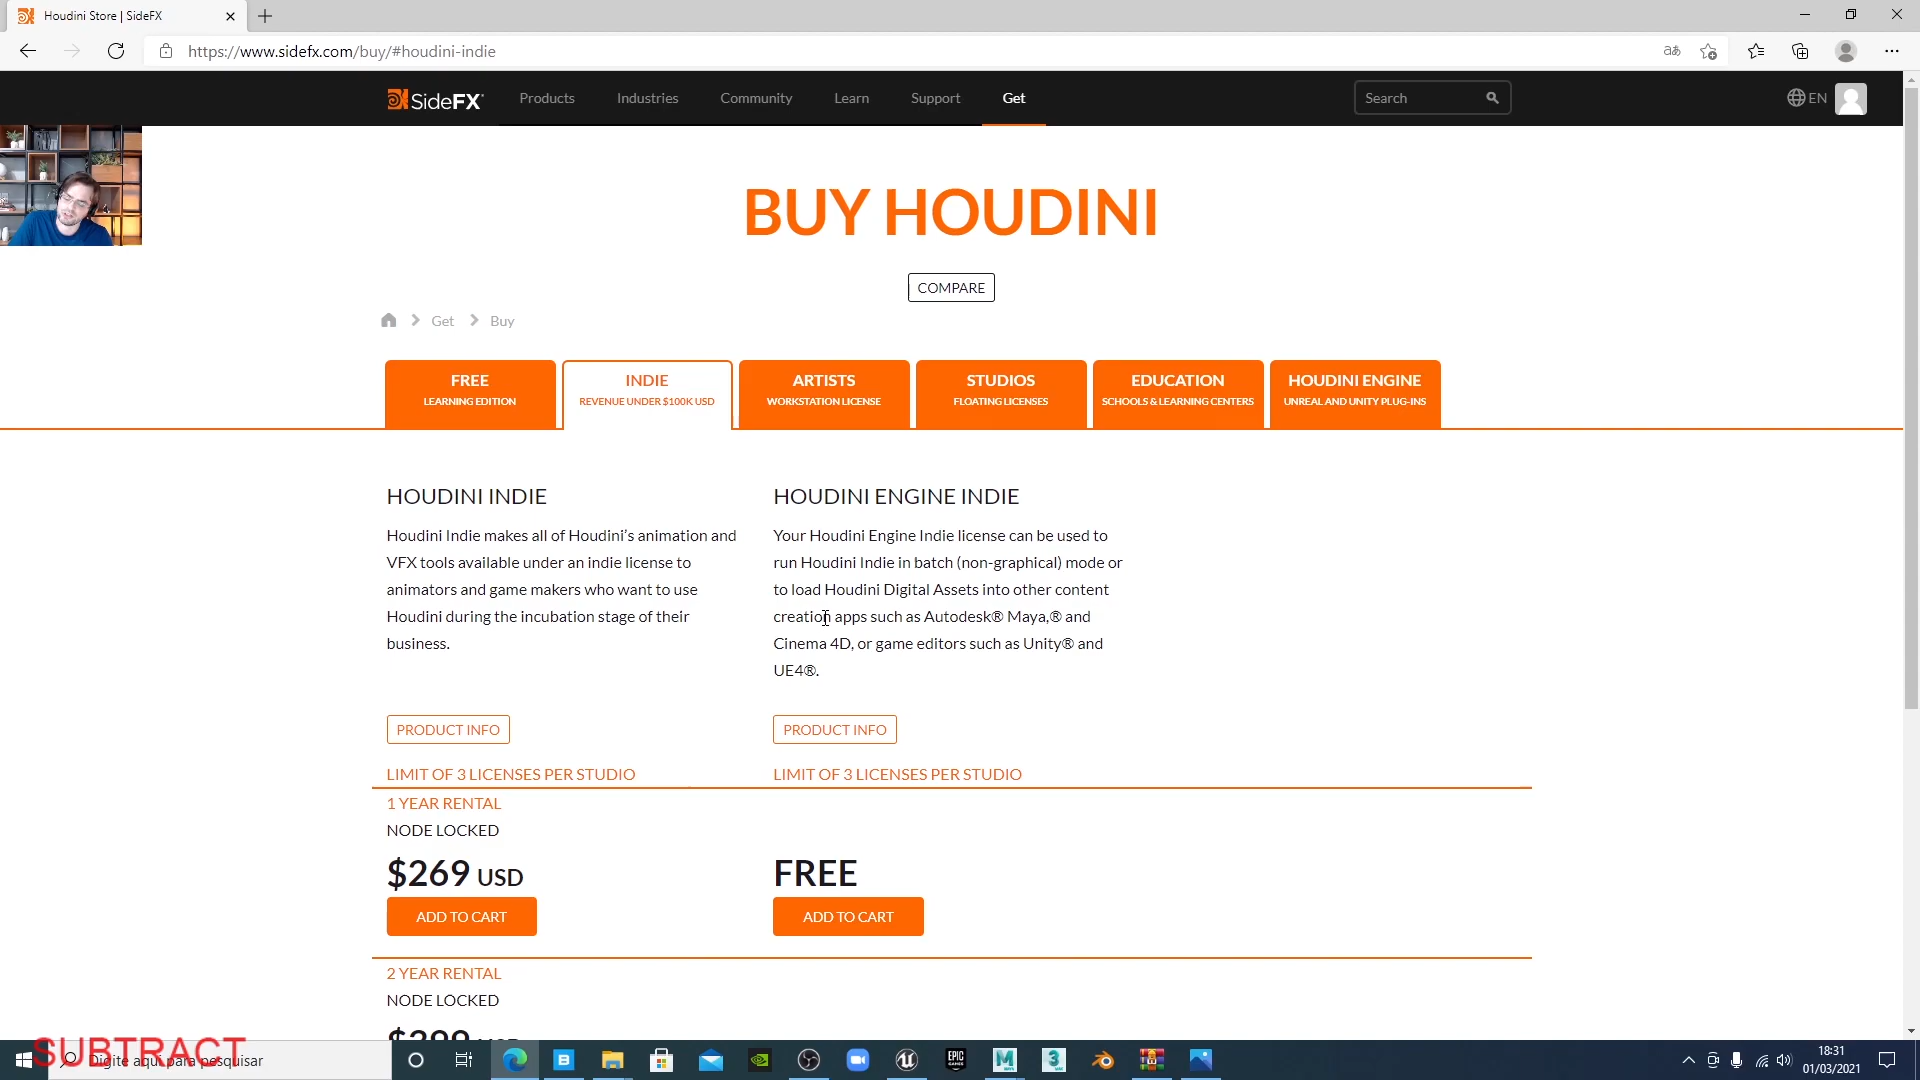 Houdini Store | SideFX
https://www.sidefx.com/buy/#houdini-indie
aあ
SideFX
Products
Industries
Community
Learn
Support
Get
Search
EN
BUY HOUDINI
COMPARE
Get
Buy
FREE
LEARNING EDITION
INDIE
REVENUE UNDER $100K USD
ARTISTS
WORKSTATION LICENSE
STUDIOS
FLOATING LICENSES
EDUCATION
SCHOOLS & LEARNING CENTERS
HOUDINI ENGINE
UNREAL AND UNITY PLUG-INS
HOUDINI INDIE
Houdini Indie makes all of Houdini's animation and
VFX tools available under an indie license to
animators and game makers who want to use
Houdini during the incubation stage of their
business.
PRODUCT INFO
LIMIT OF 3 LICENSES PER STUDIO
HOUDINI ENGINE INDIE
Your Houdini Engine Indie license can be used to
run Houdini Indie in batch (non-graphical) mode or
to load Houdini Digital Assets into other content
creation apps such as Autodesk® Maya,® and
Cinema 4D, or game editors such as Unity® and
UE4®.
PRODUCT INFO
LIMIT OF 3 LICENSES PER STUDIO
1 YEAR RENTAL
NODE LOCKED
$269 USD
ADD TO CART
FREE
ADD TO CART
2 YEAR RENTAL
NODE LOCKED
SUBTRACT
Digite aqui para pesquisar
EPIC
GAMES
18:31
01/03/2021